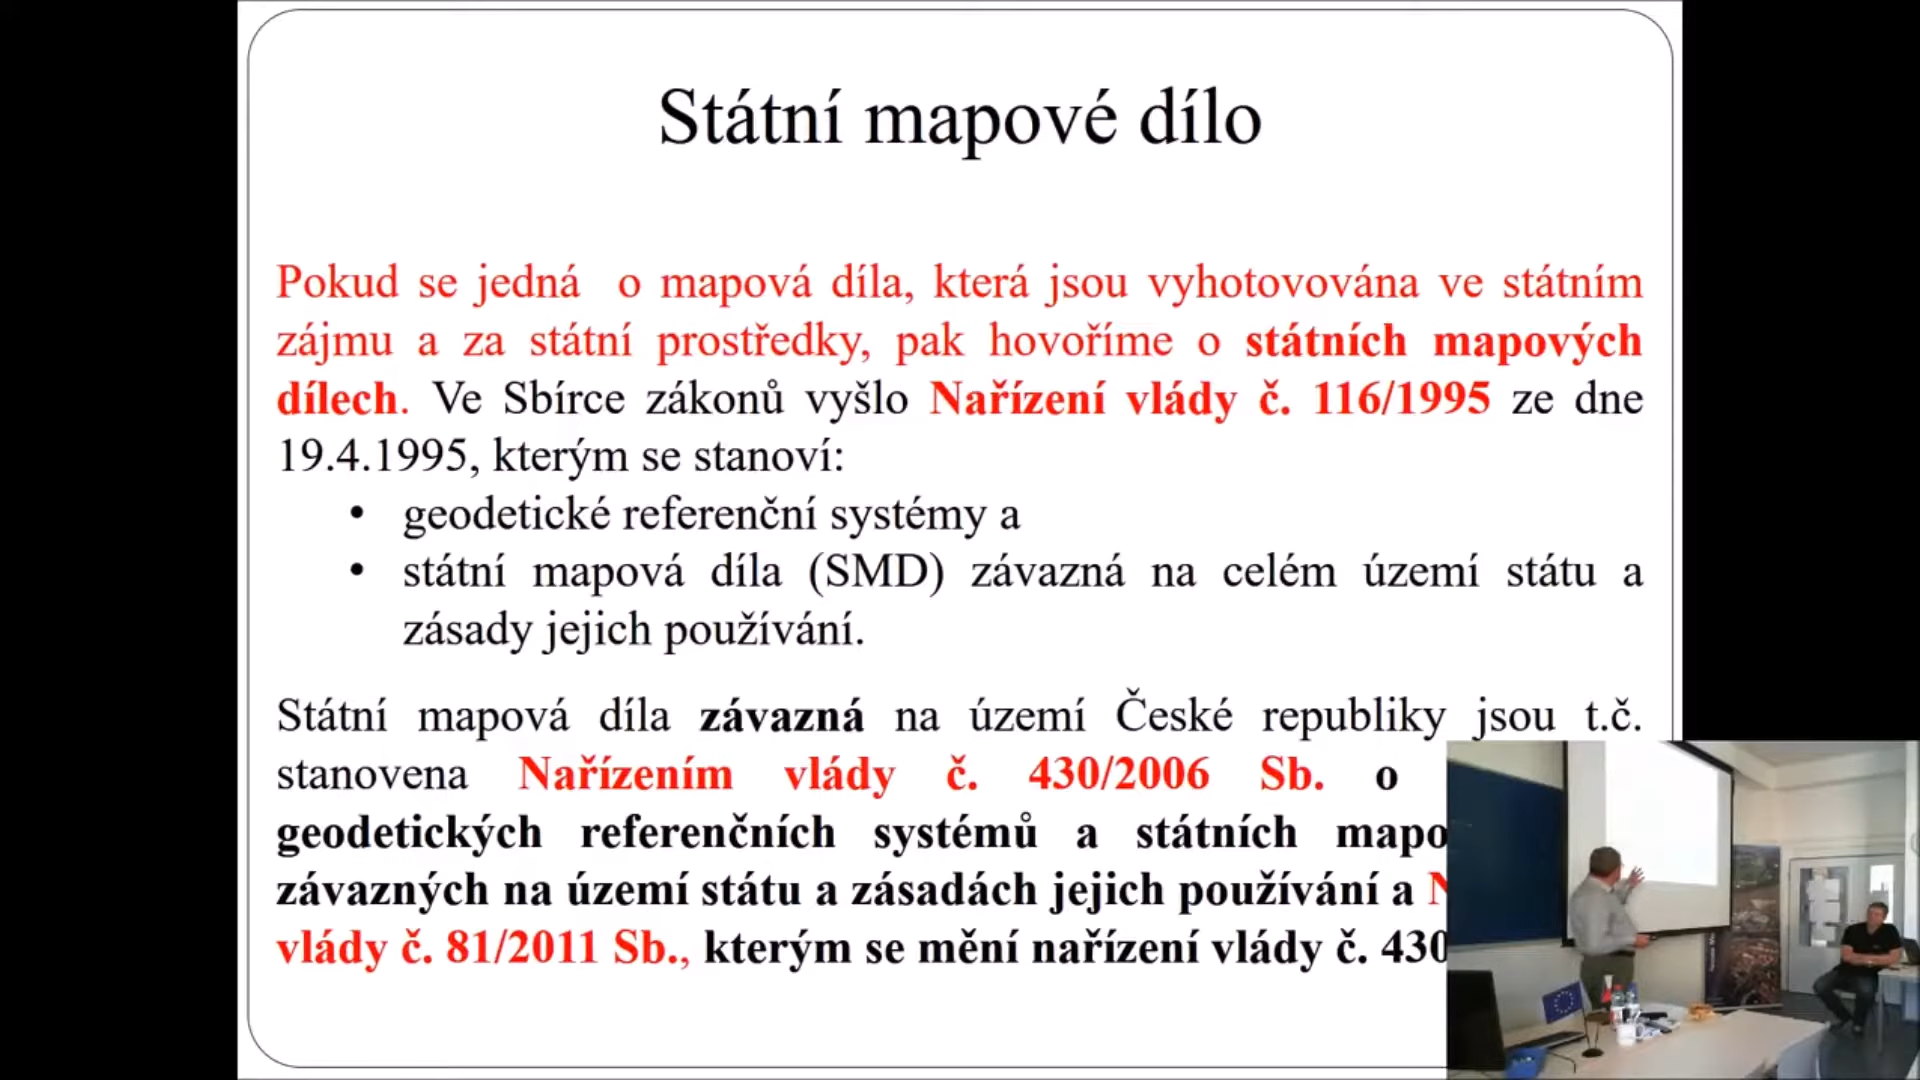 Státní mapové dílo
Pokud se jedná o mapová díla, která jsou vyhotovována ve státním
zájmu a za státní prostředky, pak hovoříme o státních mapových
dílech. Ve Sbírce zákonů vyšlo Nařízení vlády č. 116/1995 ze dne
19.4.1995, kterým se stanoví:
• geodetické referenční systémy a
• státní mapová díla (SMD) závazná na celém území státu a
zásady jejich používání.
Státní mapová díla závazná na území České republiky jsou t.č.
stanovena Nařízením vlády č. 430/2006 Sb. o
geodetických referenčních systémů a státních mapo
závazných na území státu a zásadách jejich používání a N
vlády č. 81/2011 Sb., kterým se mění nařízení vlády č. 430